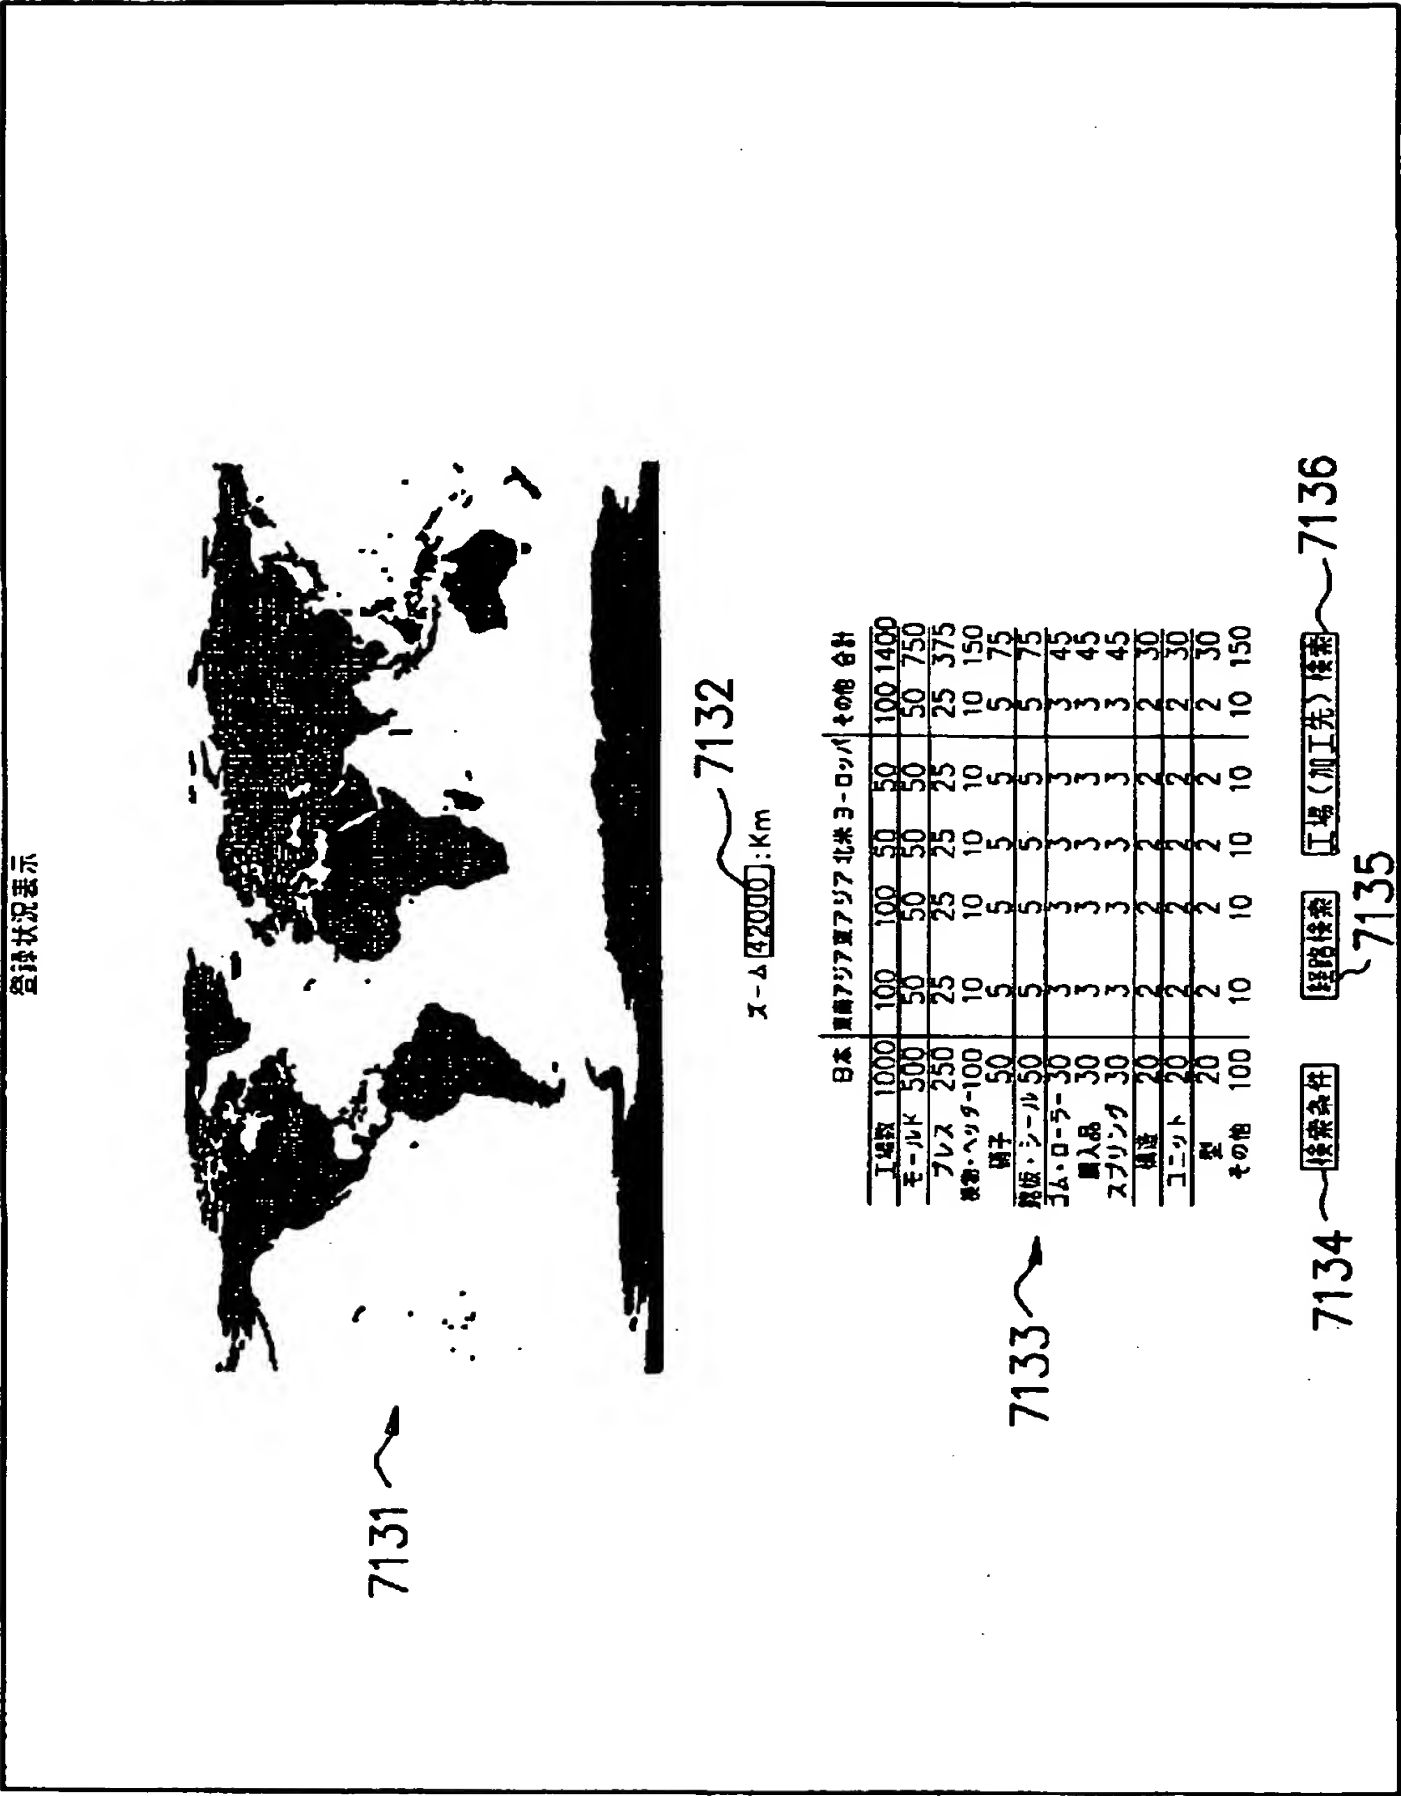 登録状況表示
7131
ズーム 42000 :Km
7132
7133
日本 東南アジア 東アジア 北米 ヨーロッパ その他 合計
工場数 1000 100 100 50 50 100 1400
モールド 500 50 50 50 50 50 750
プレス 250 25 25 25 25 25 375
挽物・ヘッダー 100 10 10 10 10 10 150
硝子 50 5 5 5 5 5 75
銘板・シール 50 5 5 5 5 5 75
ゴム・ローラー 30 3 3 3 3 3 45
購入品 30 3 3 3 3 3 45
スプリング 30 3 3 3 3 3 45
構造 20 2 2 2 2 2 30
ユニット 20 2 2 2 2 2 30
型 20 2 2 2 2 2 30
その他 100 10 10 10 10 10 150
検索条件 経路検索 工場(加工先)検索
7134
7135
7136